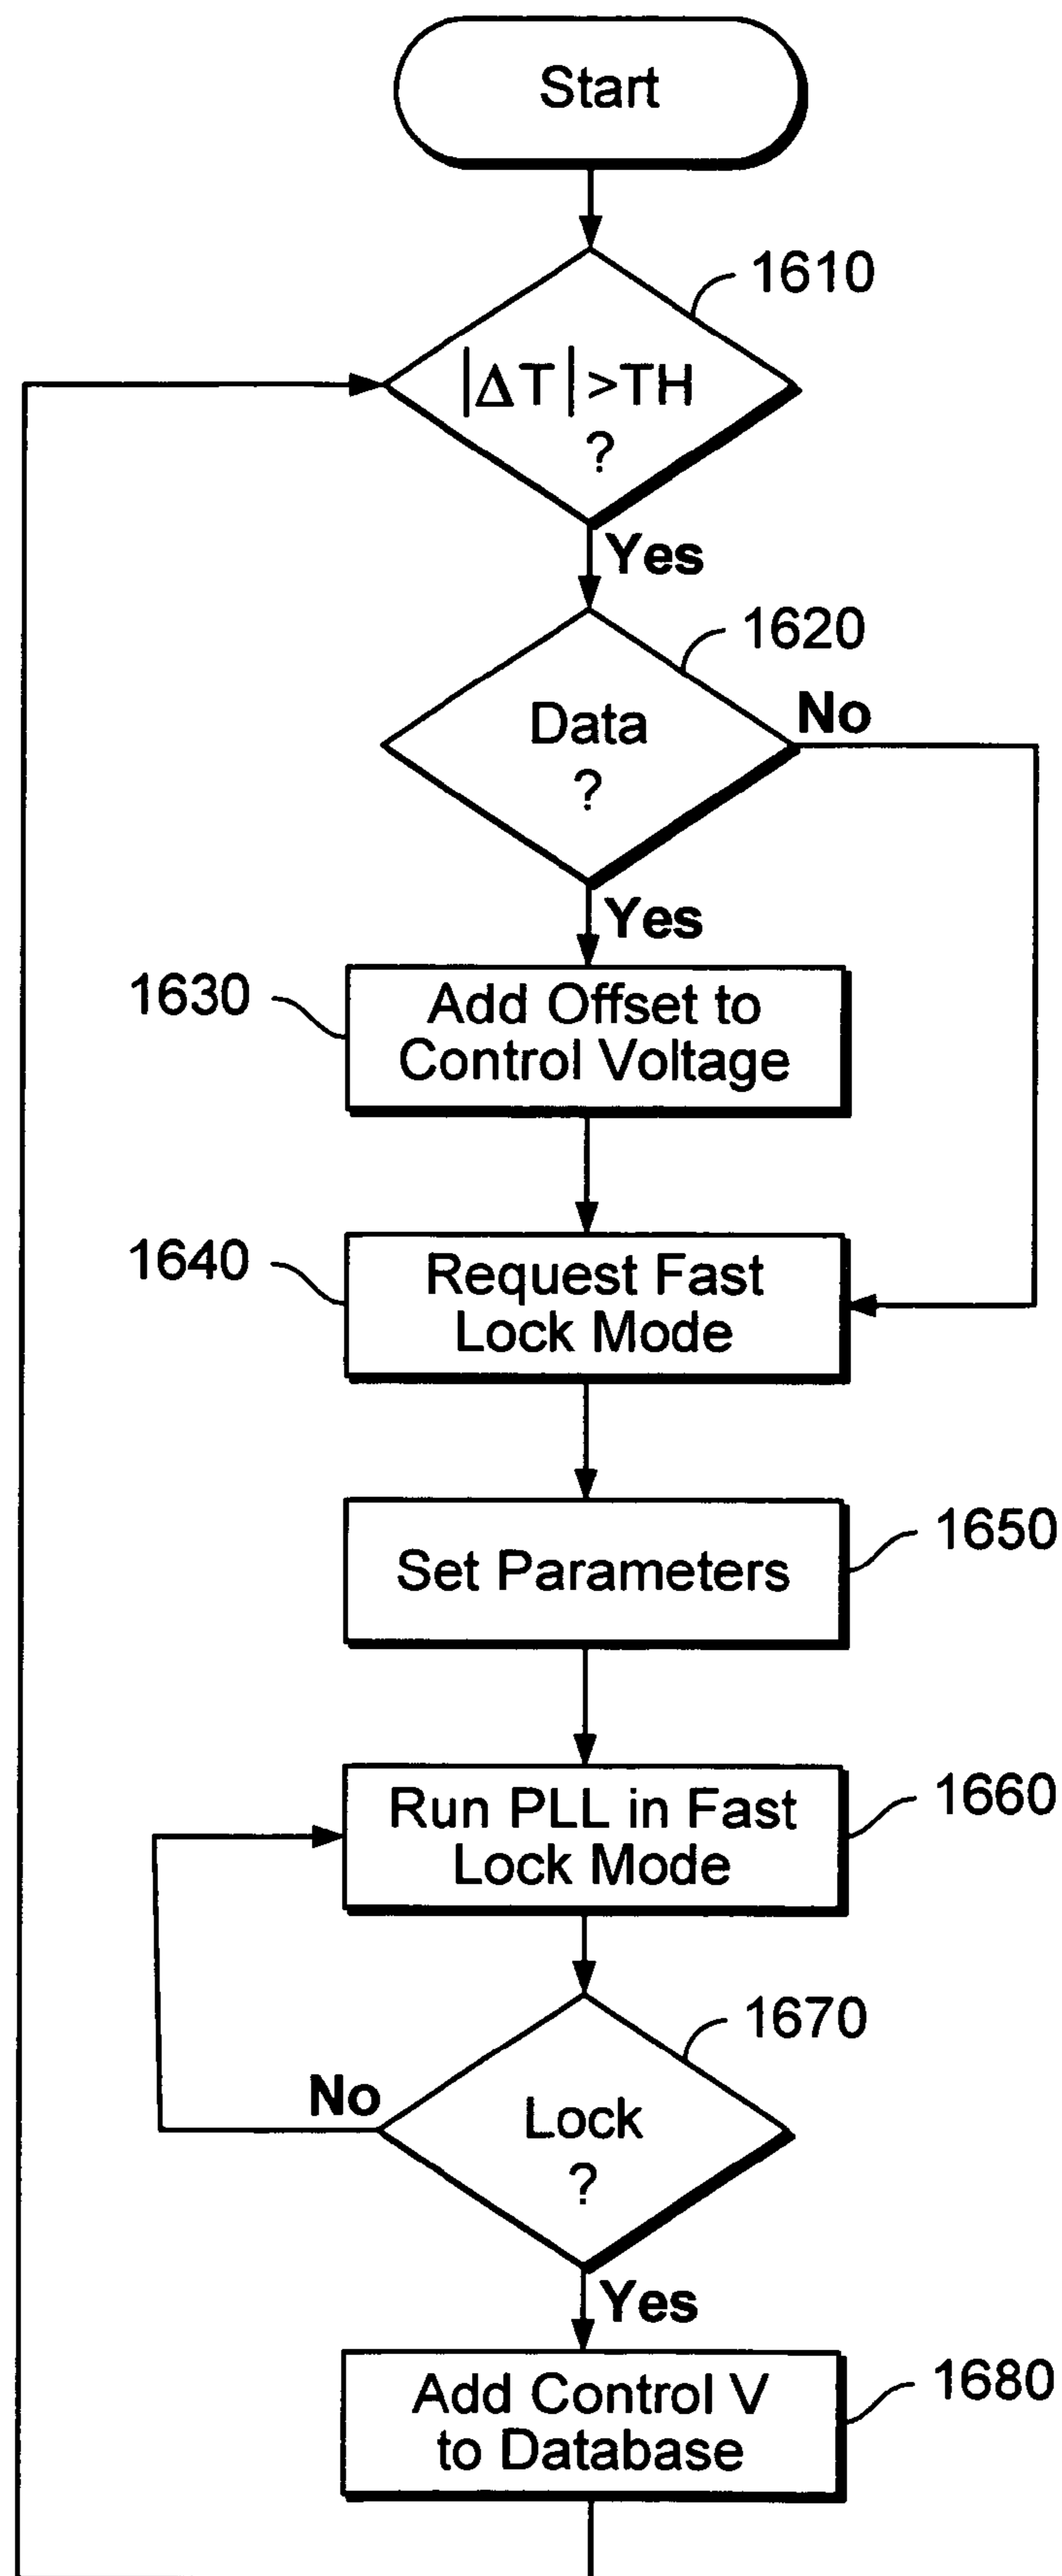 Start
1610
|ΔT|>TH
?
Yes
1620
Data
?
No
Yes
1630
Add Offset to
Control Voltage
1640
Request Fast
Lock Mode
1650
Set Parameters
1660
Run PLL in Fast
Lock Mode
1670
No
Lock
?
Yes
1680
Add Control V
to Database